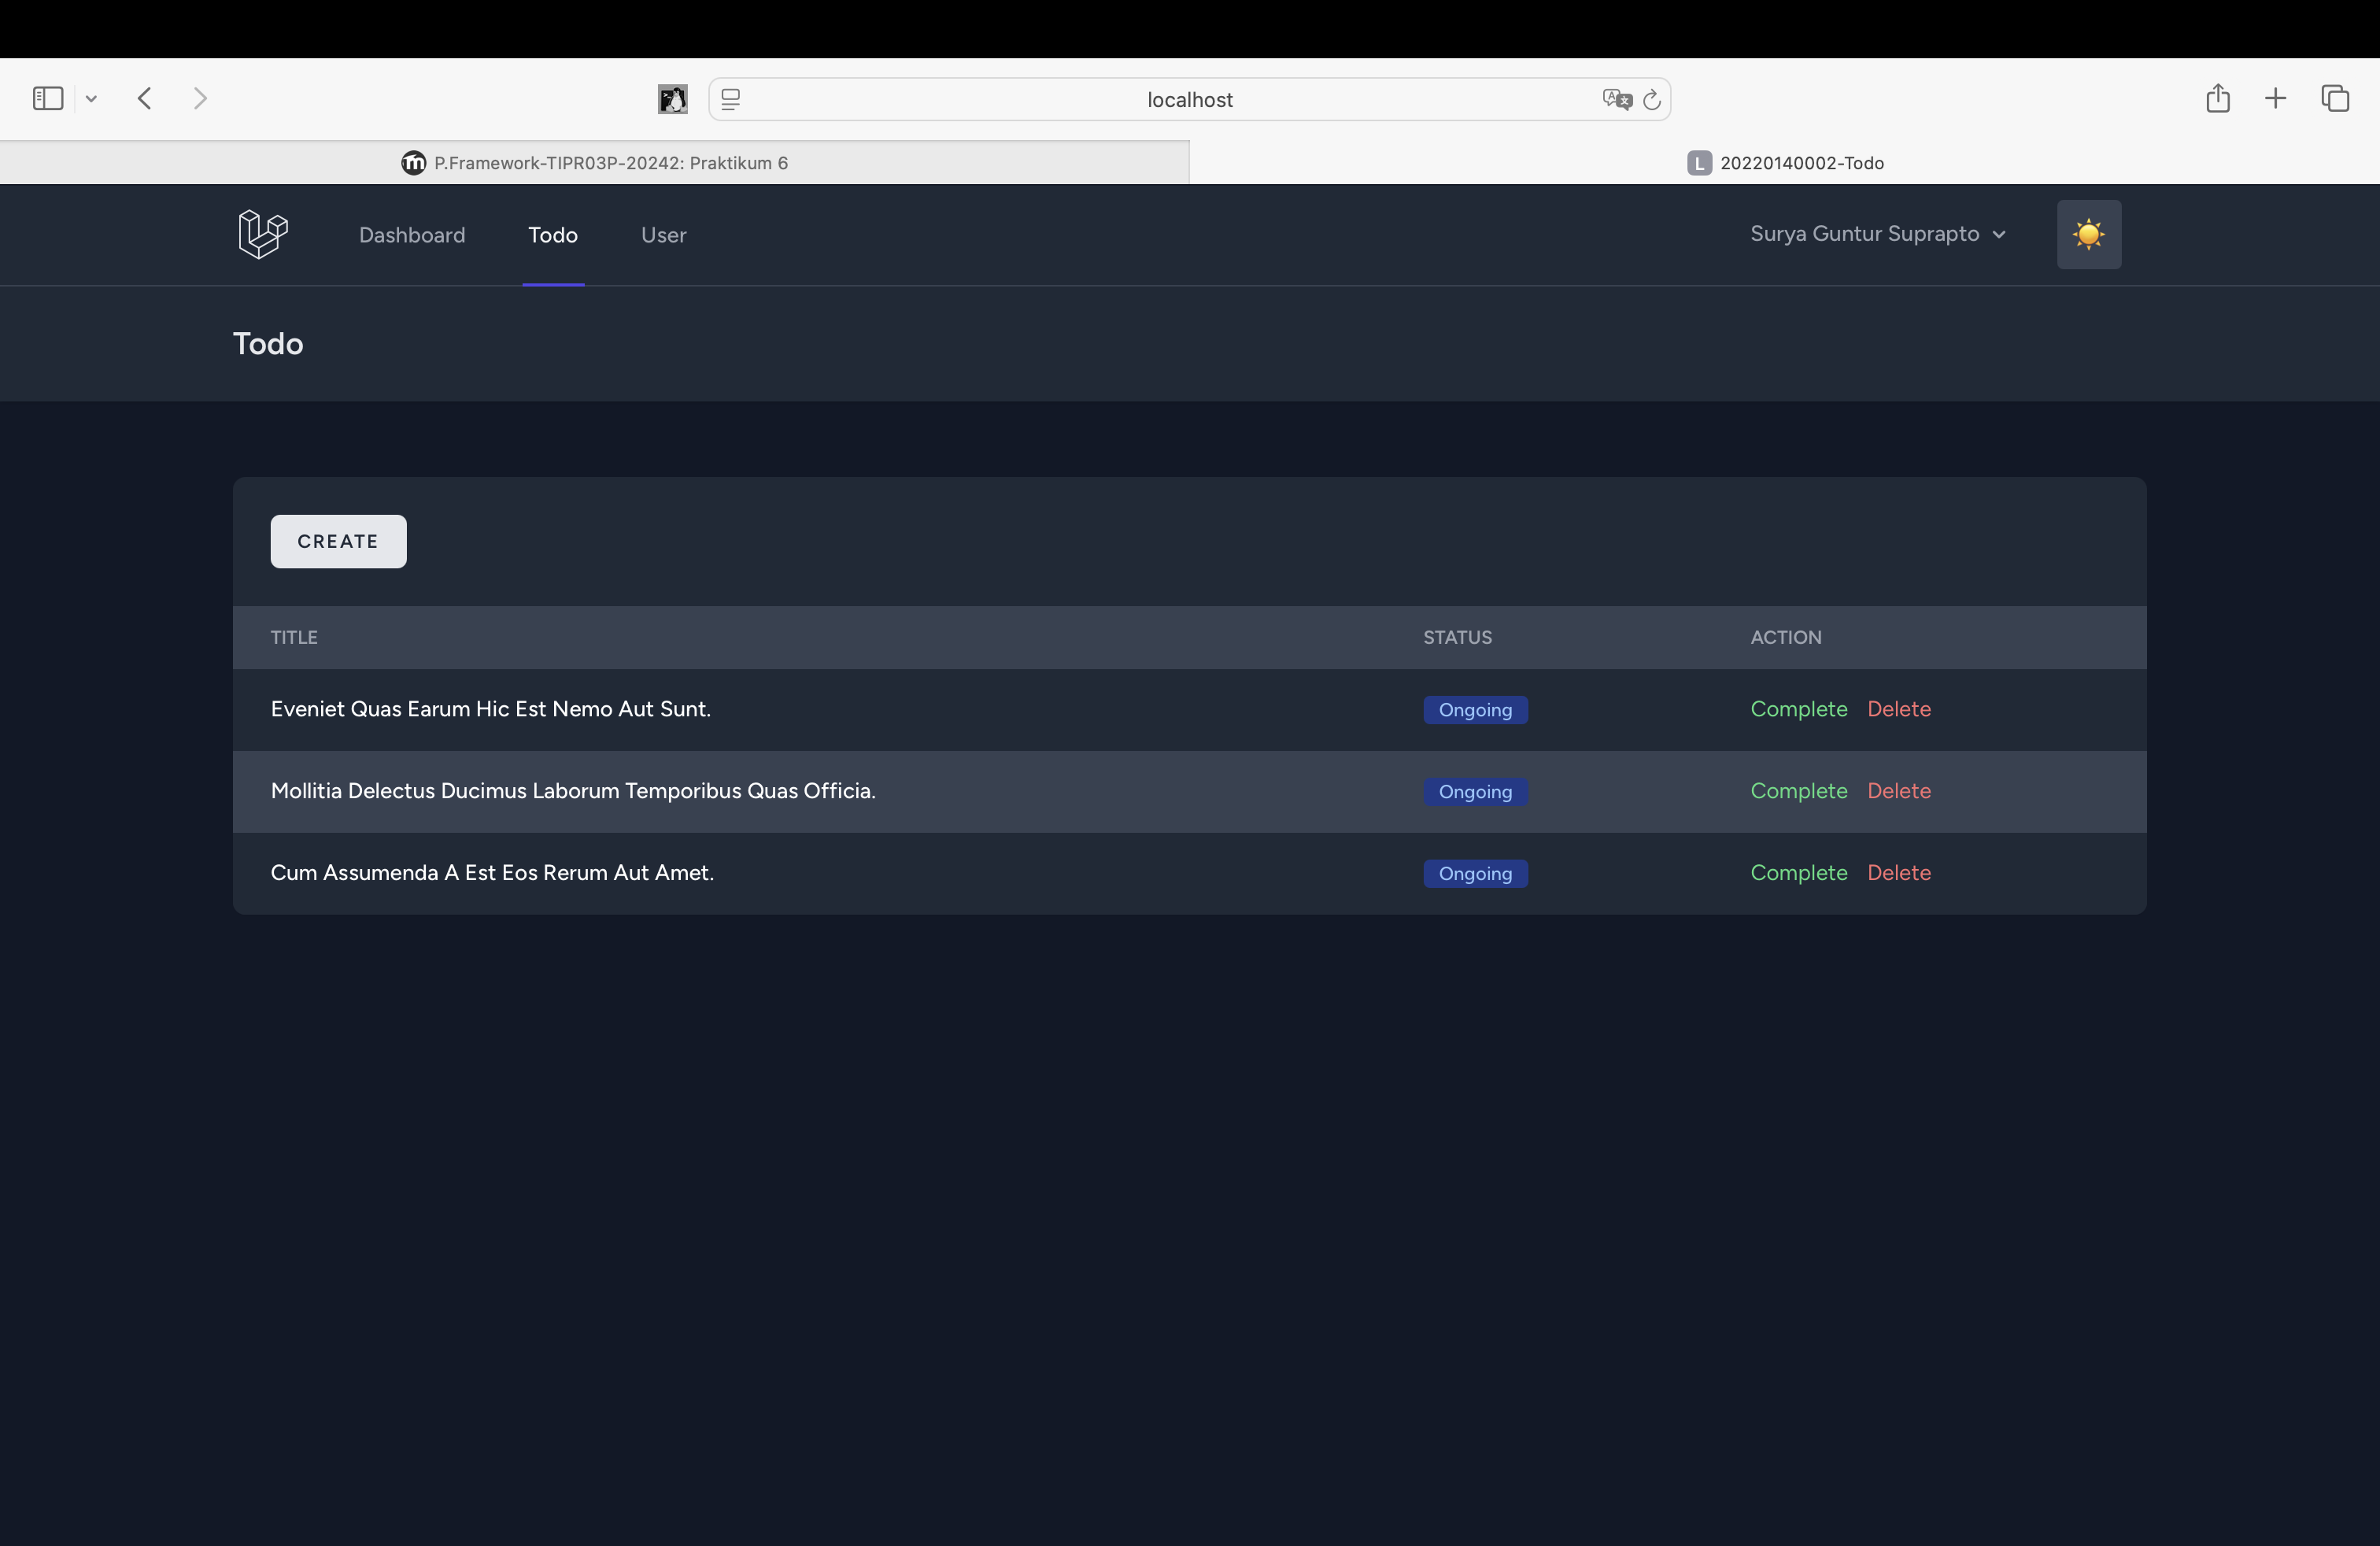 localhost
P.Framework-TIPR03P-20242: Praktikum 6
L 20220140002-Todo
Dashboard Todo User Surya Guntur Suprapto
Todo
CREATE
TITLE STATUS ACTION
Eveniet Quas Earum Hic Est Nemo Aut Sunt. Ongoing Complete Delete
Mollitia Delectus Ducimus Laborum Temporibus Quas Officia. Ongoing Complete Delete
Cum Assumenda A Est Eos Rerum Aut Amet. Ongoing Complete Delete